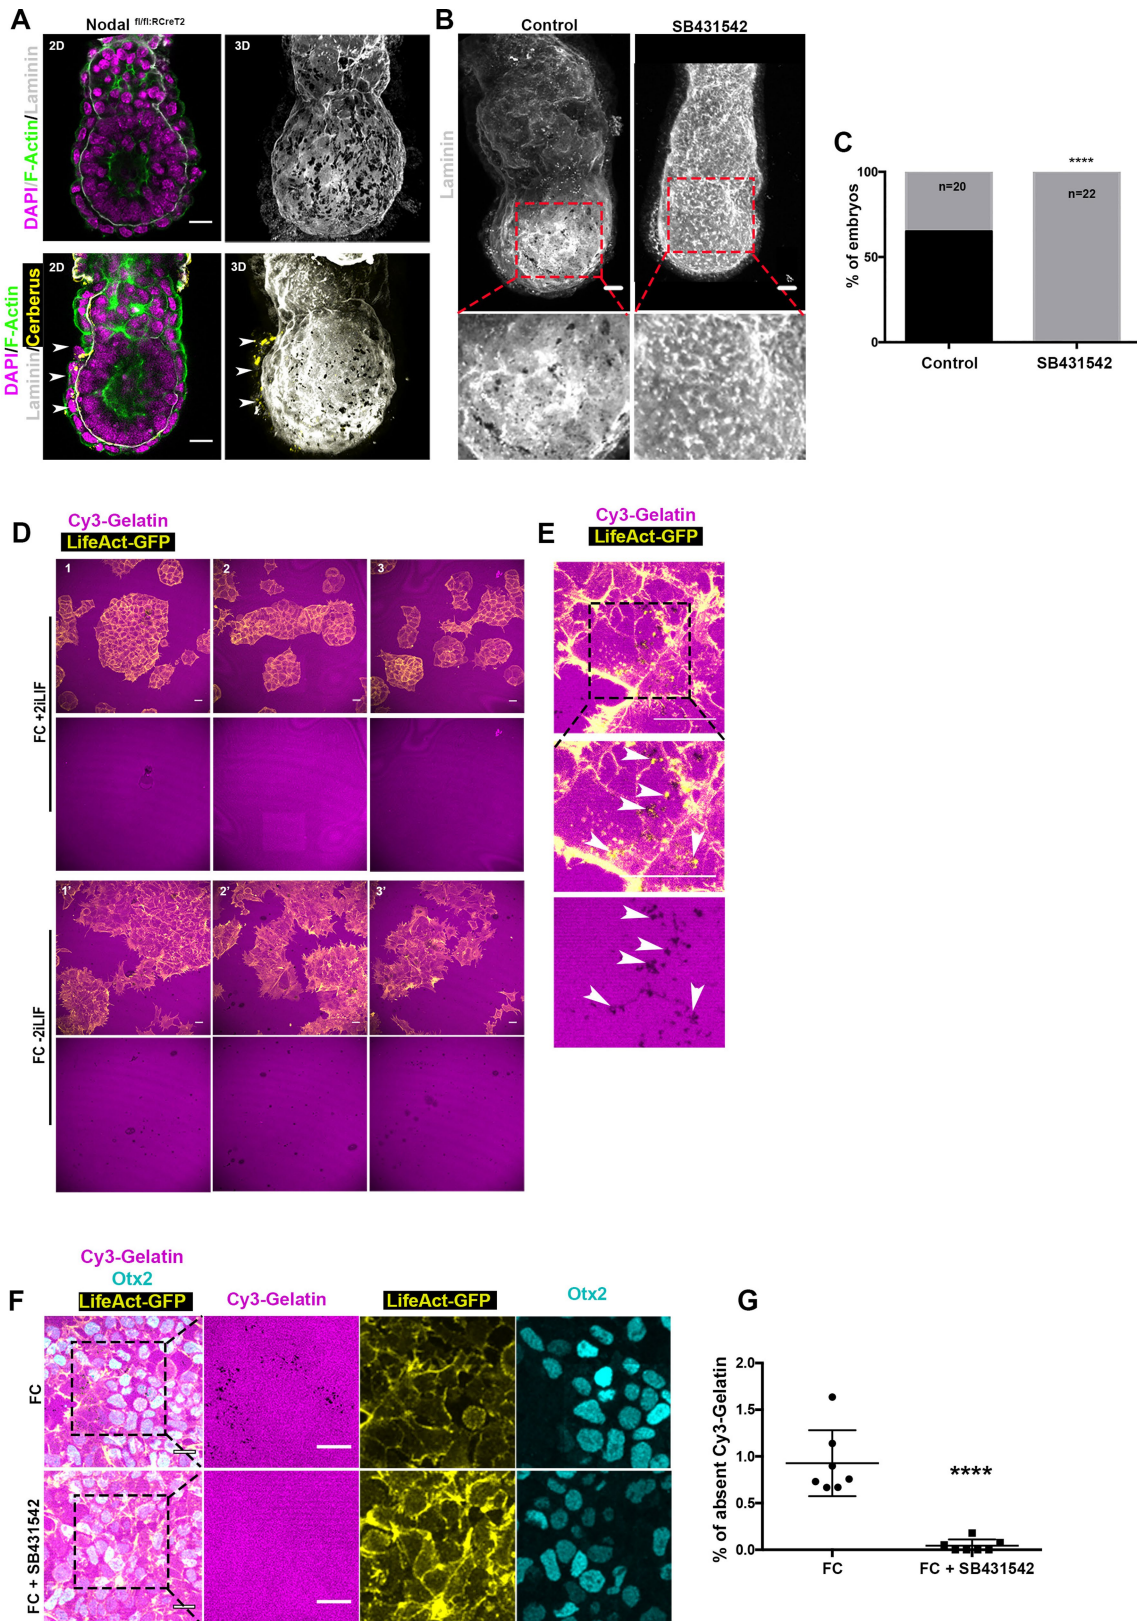 A
Nodal fl/fl:RCreT2
2D
3D
DAPI/F-Actin/Laminin
2D
3D
DAPI/F-Actin
Laminin/Cerberus
B
Control
SB431542
Laminin
C
% of embryos
100
50
0
n=20
n=22
****
Control
SB431542
D
Cy3-Gelatin
LifeAct-GFP
1
2
3
FC +2iLIF
1'
2'
3'
FC -2iLIF
E
Cy3-Gelatin
LifeAct-GFP
F
Cy3-Gelatin
Otx2
LifeAct-GFP
Cy3-Gelatin
LifeAct-GFP
Otx2
FC
FC + SB431542
G
% of absent Cy3-Gelatin
2.0
1.5
1.0
0.5
0.0
****
FC
FC + SB431542